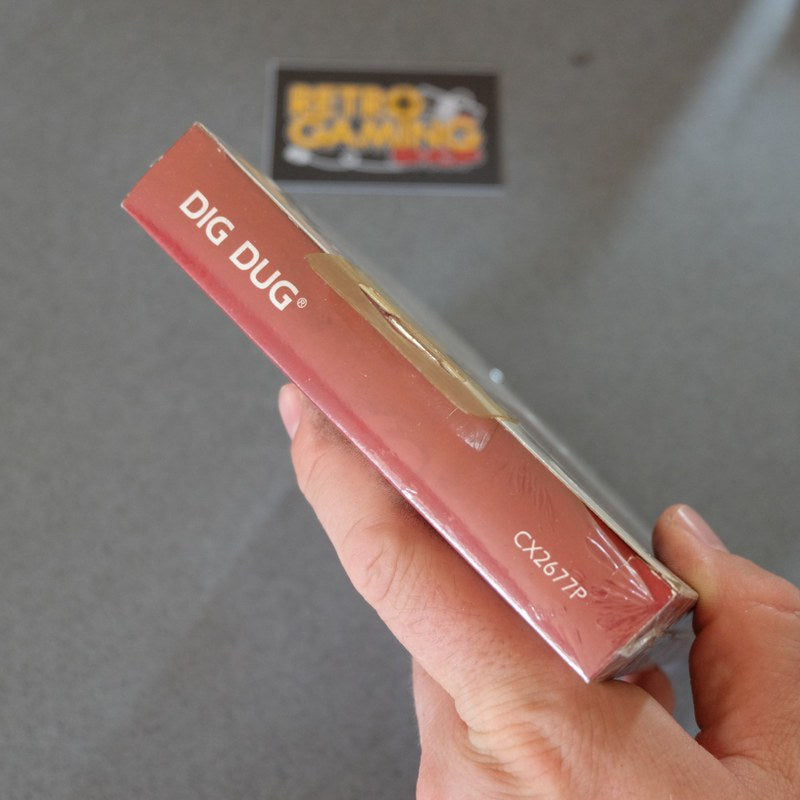 RETRO
GAMING
DIG DUG®
CX2677P